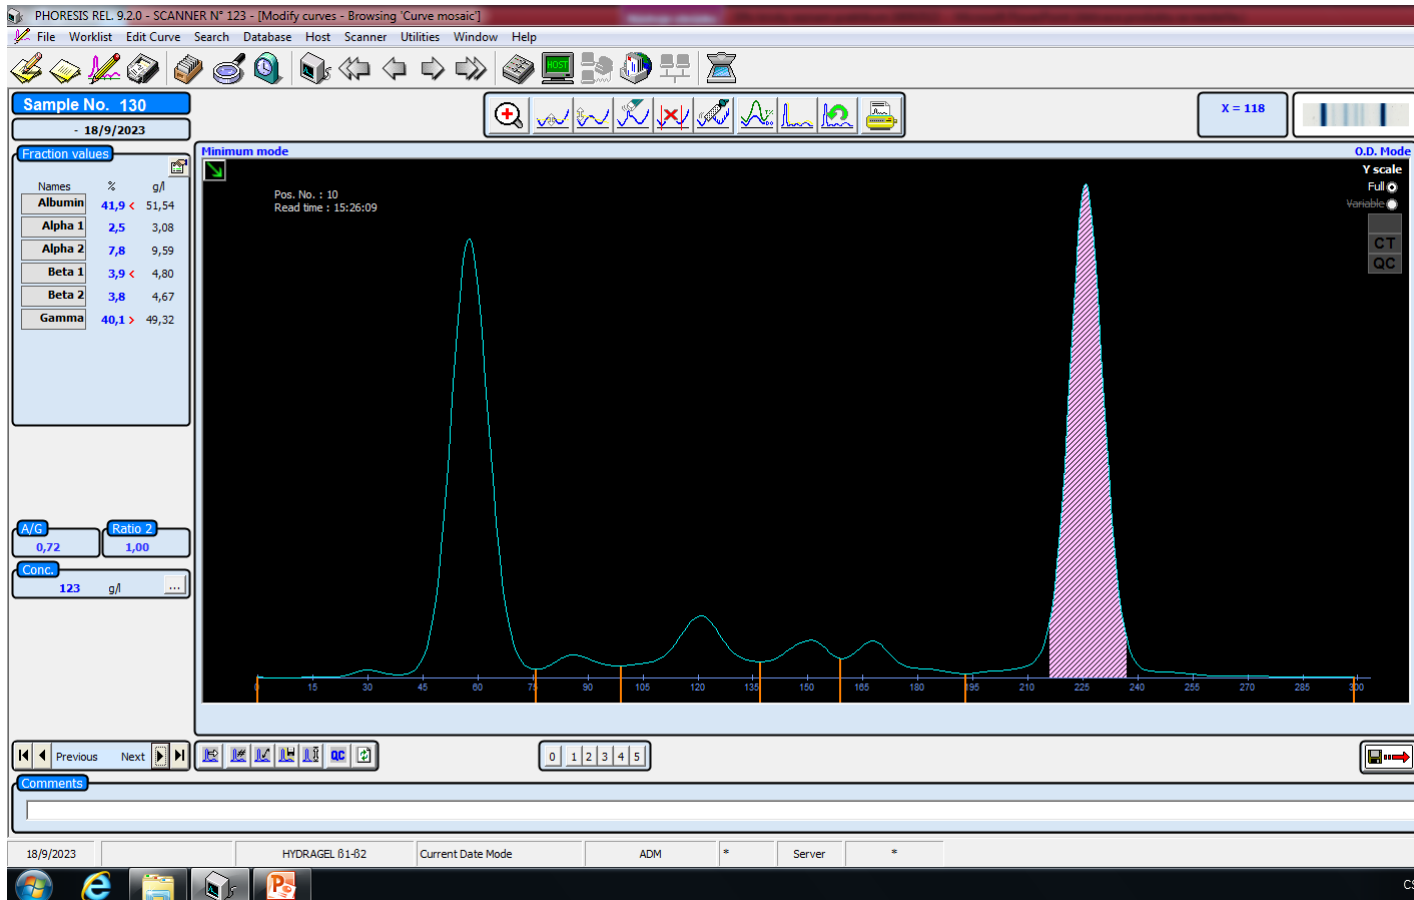 PHORESIS REL. 9.2.0 - SCANNER N° 123 - [Modify curves - Browsing 'Curve mosaic']
File Worklist Edit Curve Search Database Host Scanner Utilities Window Help
HOST
Sample No. 130
- 18/9/2023
X = 118
Fraction values
Names % g/l
Albumin 41,9 < 51,54
Alpha 1 2,5 3,08
Alpha 2 7,8 9,59
Beta 1 3,9 < 4,80
Beta 2 3,8 4,67
Gamma 40,1 > 49,32
A/G
0,72
Ratio 2
1,00
Conc.
123 g/l ...
Minimum mode
O.D. Mode
Pos. No. : 10
Read time : 15:26:09
Y scale
Full
Variable
CT
QC
0 15 30 45 60 75 90 105 120 135 150 165 180 195 210 225 240 255 270 285 300
Previous Next
QC
0 1 2 3 4 5
Comments
18/9/2023 HYDRAGEL ß1-ß2 Current Date Mode ADM * Server *
CS